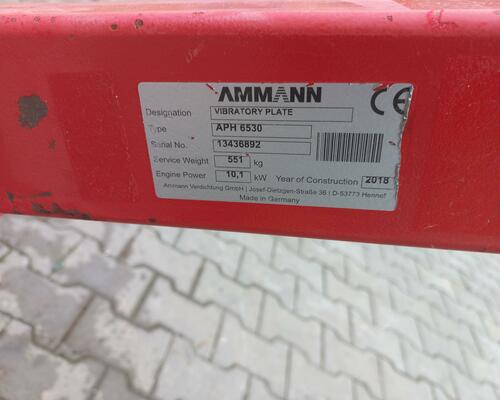 AMMANN CE
Designation VIBRATORY PLATE
Type APH 6530
Serial No. 13436892
Service Weight 551 kg
Engine Power 10,1 kW Year of Construction 2018
Ammann Verdichtung GmbH | Josef-Dietzgen-Straße 36 | D-53773 Hennef
Made in Germany